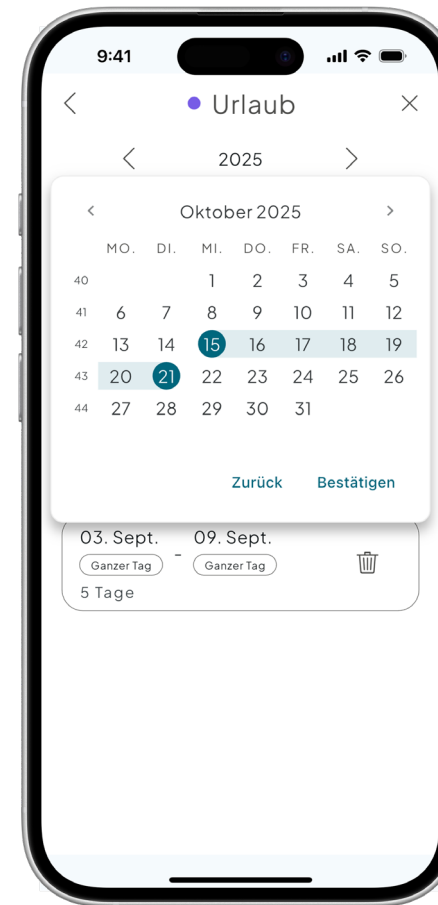 9:41
Urlaub
2025
Oktober 2025
MO. DI. MI. DO. FR. SA. SO.
40 1 2 3 4 5
41 6 7 8 9 10 11 12
42 13 14 15 16 17 18 19
43 20 21 22 23 24 25 26
44 27 28 29 30 31
Zurück Bestätigen
03. Sept. - 09. Sept.
Ganzer Tag Ganzer Tag
5 Tage